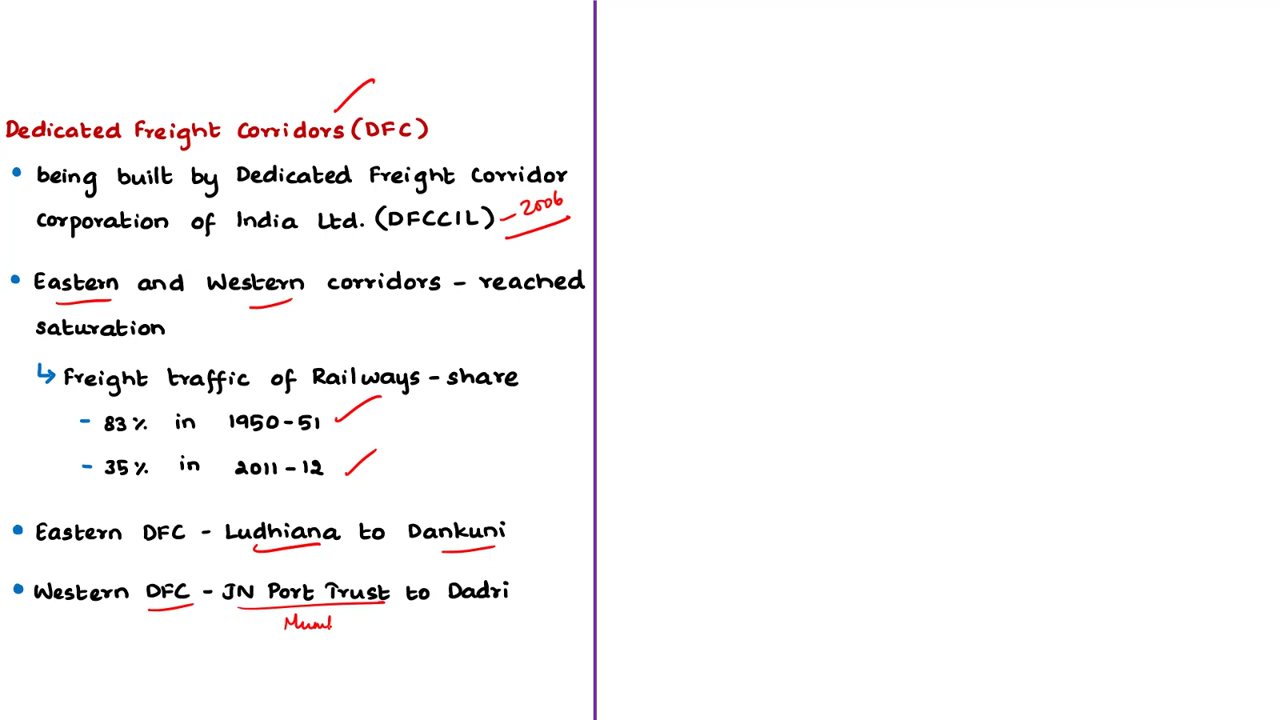 Dedicated Freight Corridors (DFC)
• being built by Dedicated Freight Corridor
Corporation of India Ltd. (DFCCIL) - 2006
• Eastern and Western corridors - reached
saturation
↳ Freight traffic of Railways - share
- 83% in 1950-51
- 35% in 2011-12
• Eastern DFC - Ludhiana to Dankuni
• Western DFC - JN Port Trust to Dadri